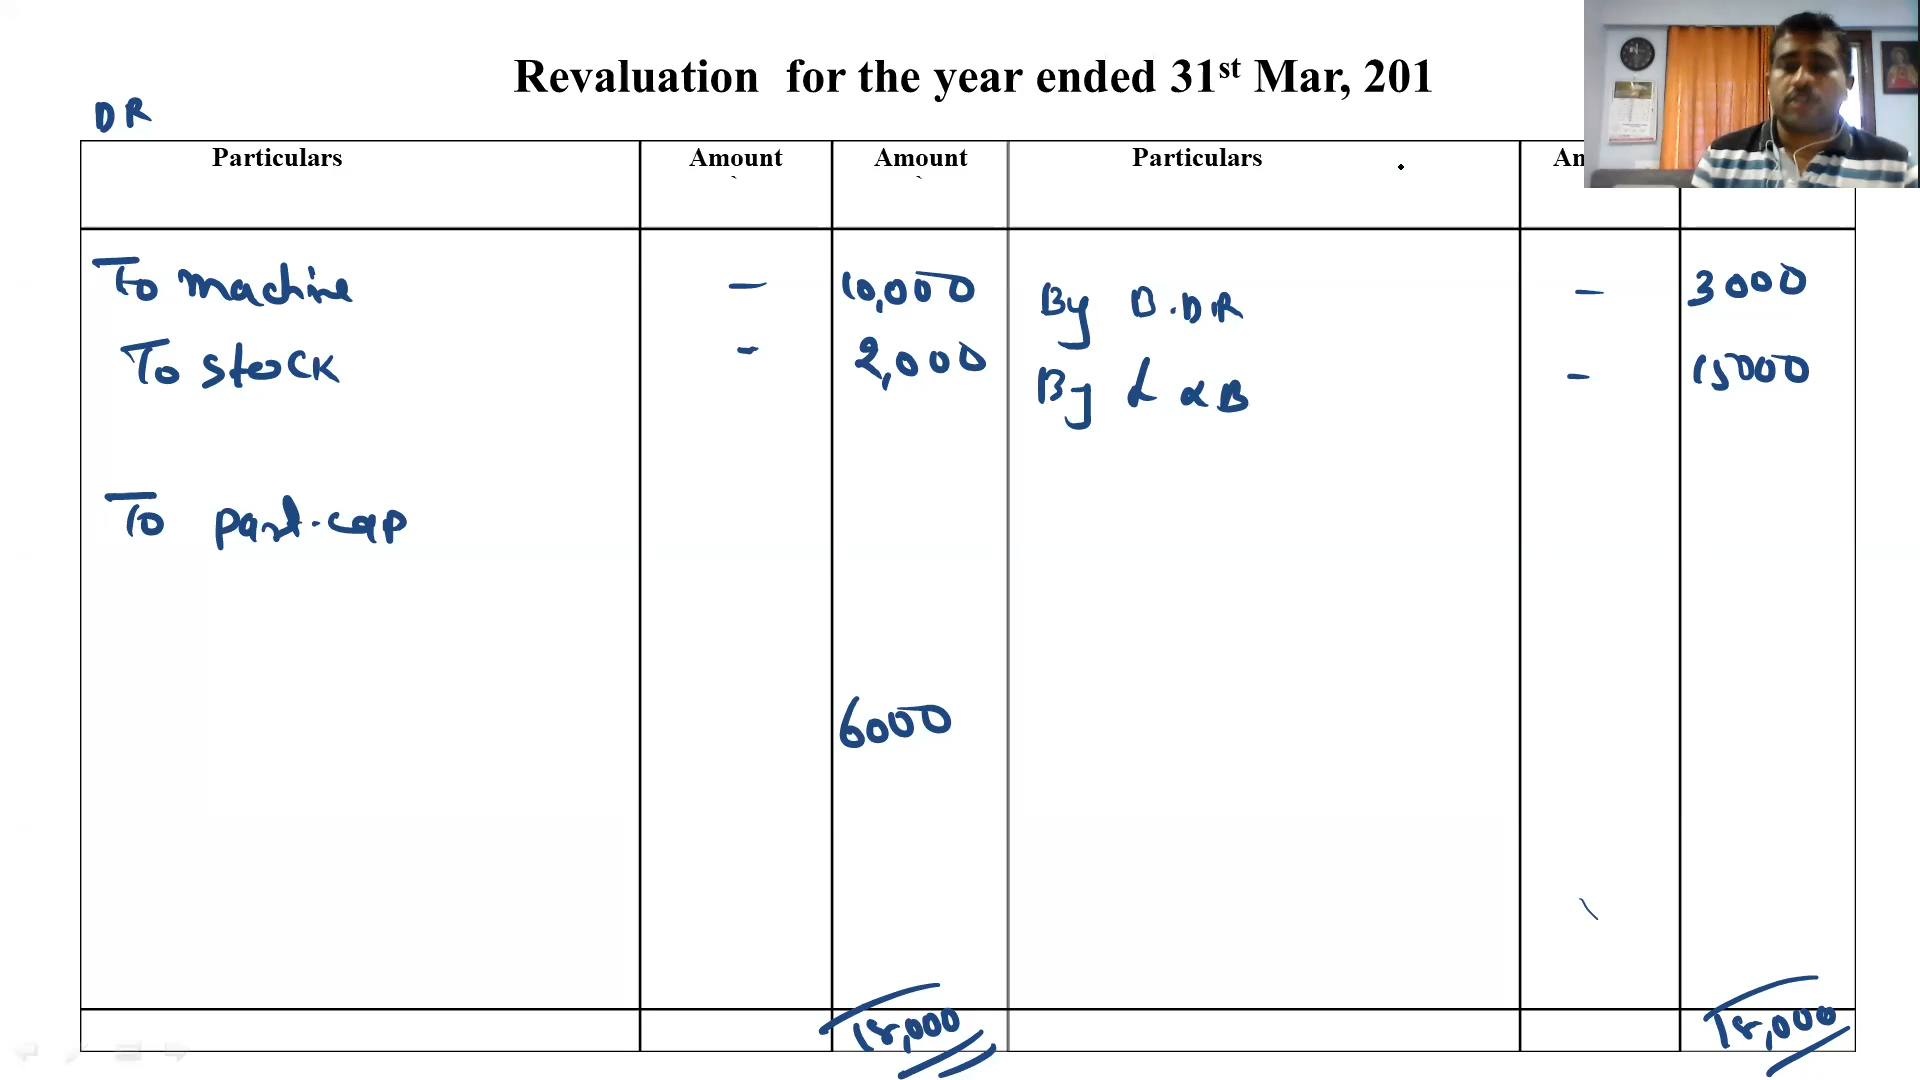 Revaluation for the year ended 31st Mar, 201
DR
Particulars Amount Amount Particulars An
` `
To machine - 10,000 By B.D.R - 3000
To stock - 2,000 By L & B - 15000
To part.cap
6000
18,000 18,000